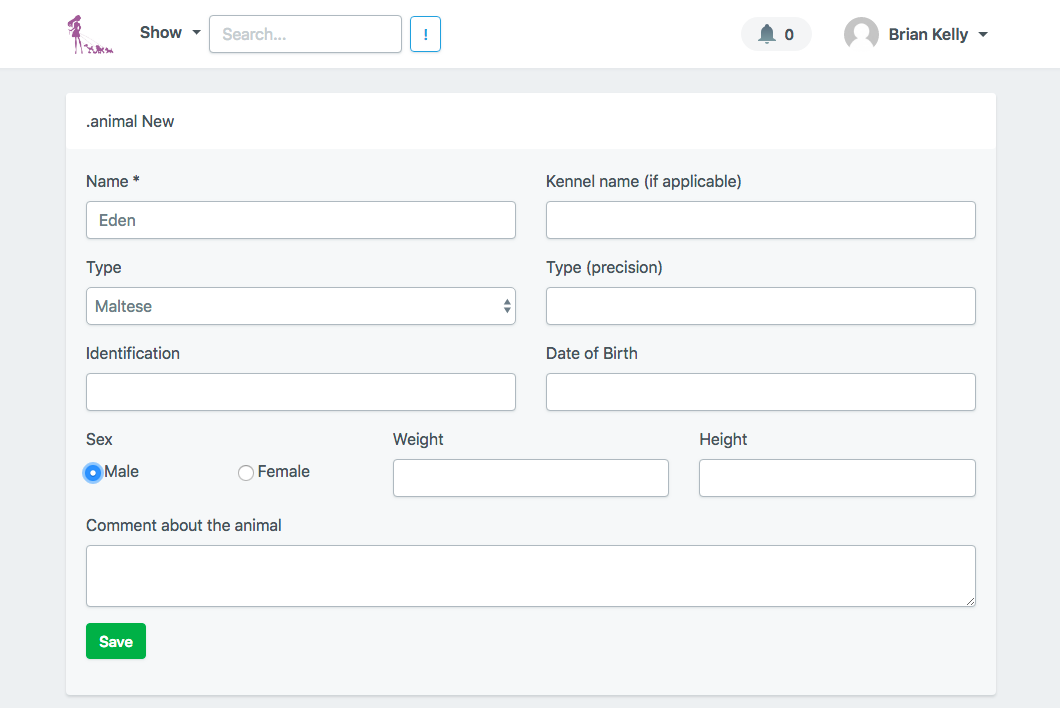 Show Search... ! 0 Brian Kelly
.animal New
Name * Kennel name (if applicable)
Eden
Type Type (precision)
Maltese
Identification Date of Birth
Sex Weight Height
Male Female
Comment about the animal
Save